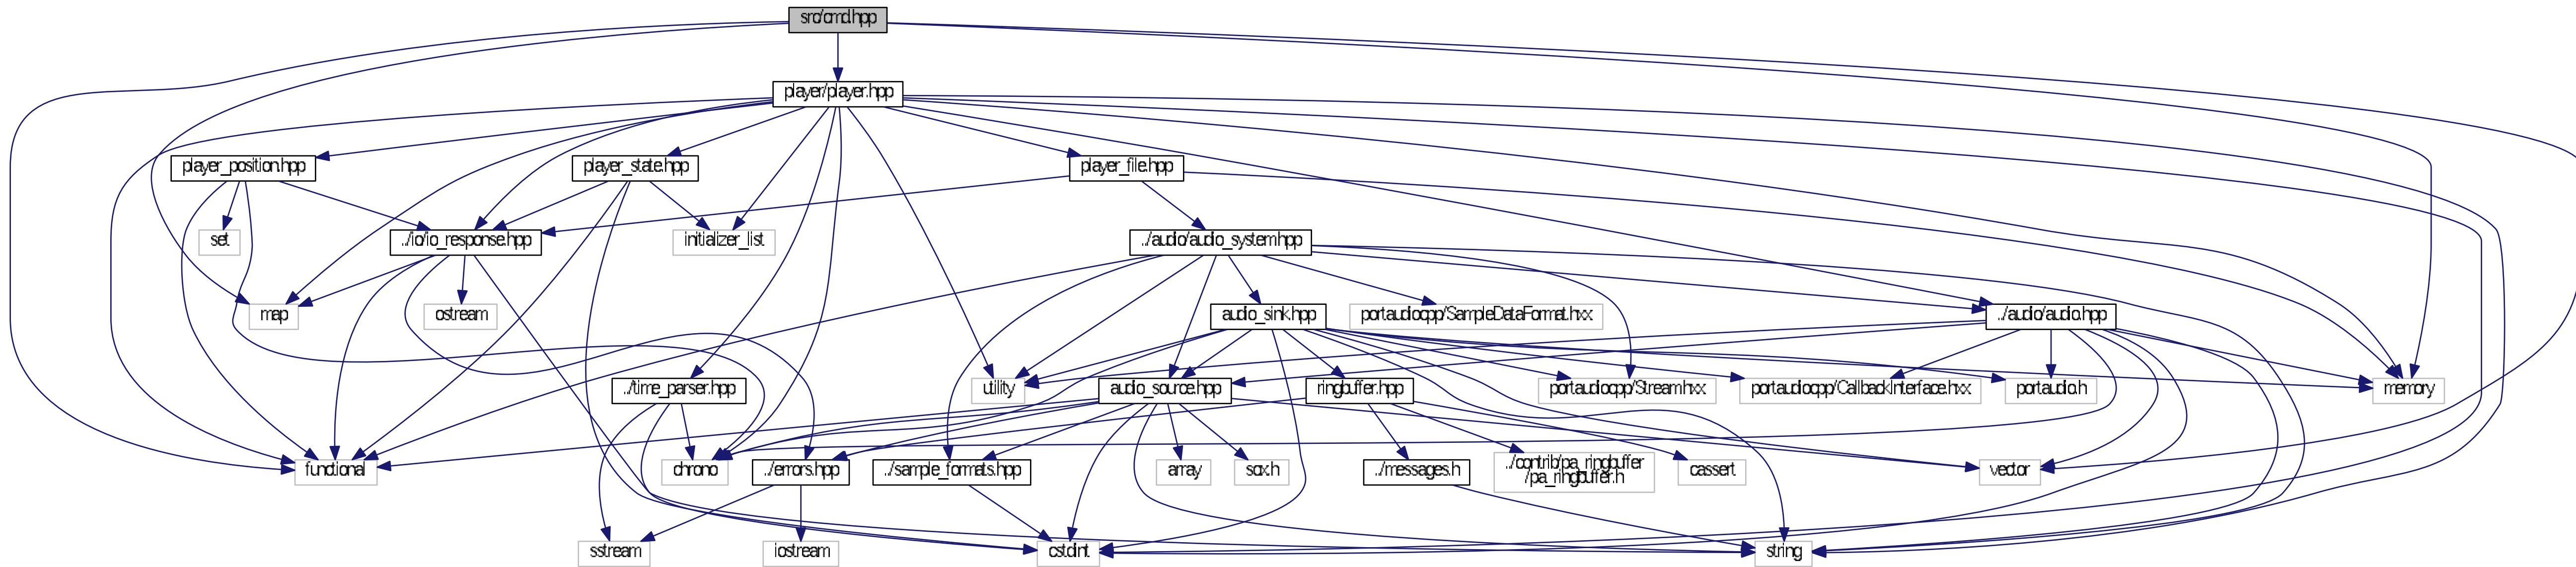 src/cmd.hpp
player/player.hpp
player_position.hpp
player_state.hpp
player_file.hpp
set
../io/io_response.hpp
initializer_list
../audio/audio_system.hpp
map
ostream
audio_sink.hpp
portaudiocpp/SampleDataFormat.hxx
../audio/audio.hpp
../time_parser.hpp
utility
audio_source.hpp
ringbuffer.hpp
portaudiocpp/Stream.hxx
portaudiocpp/CallbackInterface.hxx
portaudio.h
memory
functional
chrono
../errors.hpp
../sample_formats.hpp
array
sox.h
../messages.h
../contrib/pa_ringbuffer
/pa_ringbuffer.h
cassert
vector
sstream
iostream
cstdint
string